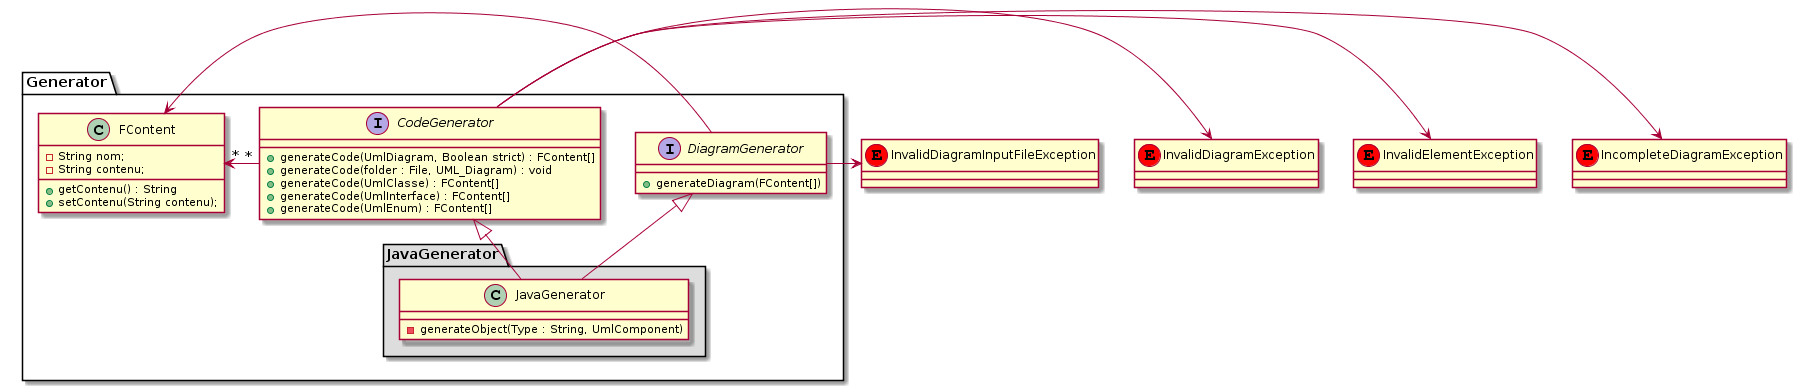 Generator
C FContent
String nom;
String contenu;
getContenu() : String
setContenu(String contenu);
* *
I CodeGenerator
generateCode(UmlDiagram, Boolean strict) : FContent[]
generateCode(folder : File, UML_Diagram) : void
generateCode(UmlClasse) : FContent[]
generateCode(UmlInterface) : FContent[]
generateCode(UmlEnum) : FContent[]
I DiagramGenerator
generateDiagram(FContent[])
E InvalidDiagramInputFileException
E InvalidDiagramException
E InvalidElementException
E IncompleteDiagramException
JavaGenerator
C JavaGenerator
generateObject(Type : String, UmlComponent)